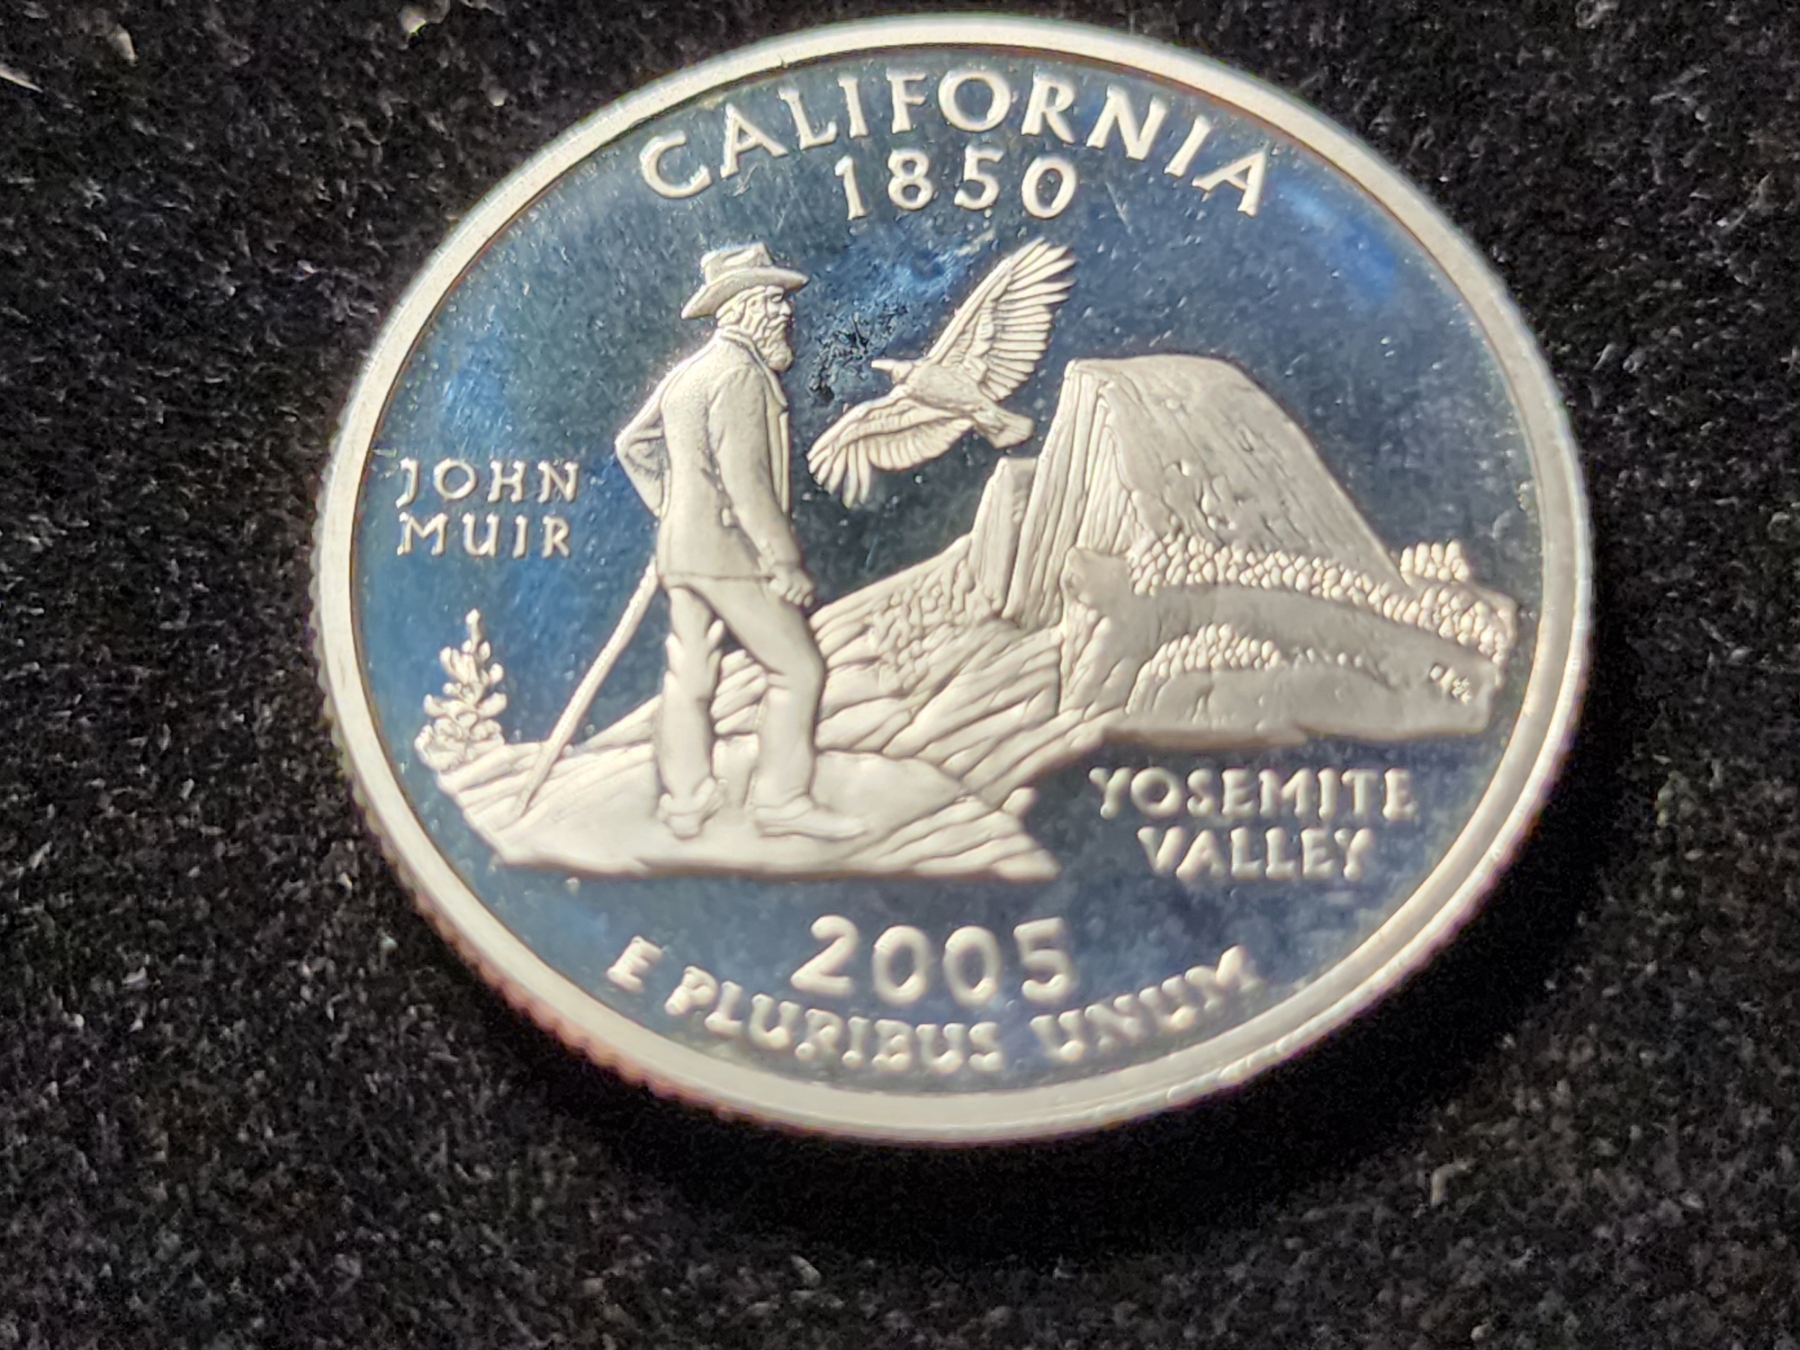 CALIFORNIA
1850
JOHN
MUIR
YOSEMITE
VALLEY
2005
E PLURIBUS UNUM